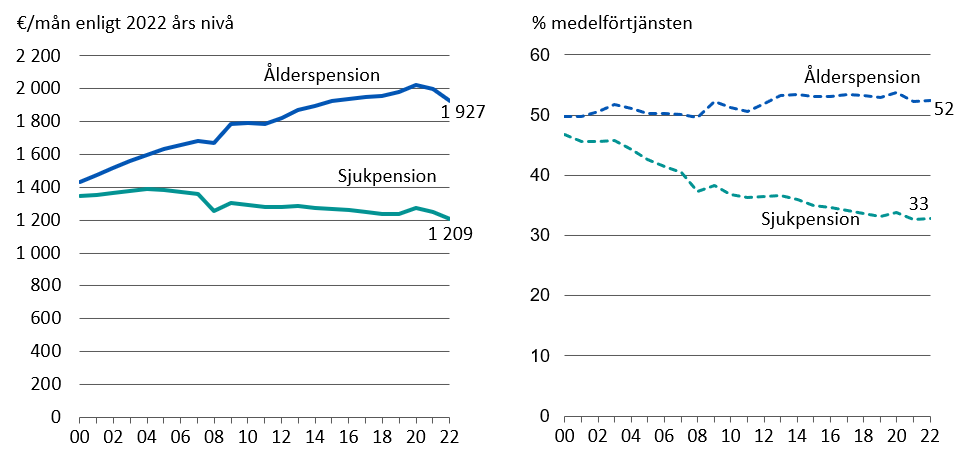 €/mån enligt 2022 års nivå
2 200
2 000
1 800
1 600
1 400
1 200
1 000
800
600
400
200
0
Ålderspension
1 927
Sjukpension
1 209
00 02 04 06 08 10 12 14 16 18 20 22
% medelförtjänsten
60
50
40
30
20
10
0
Ålderspension
52
33
Sjukpension
00 02 04 06 08 10 12 14 16 18 20 22